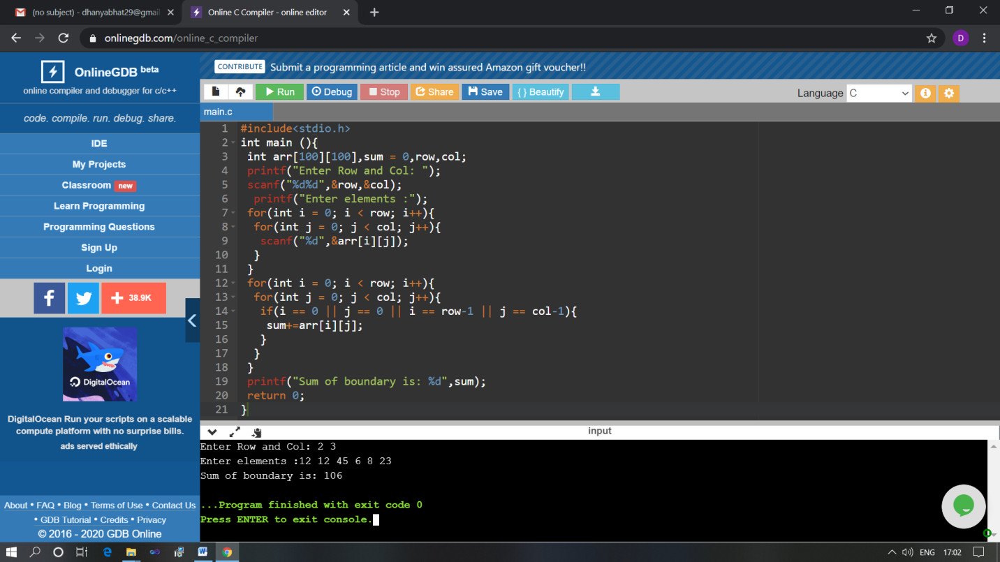 (no subject) - dhanyabhat29@gmail
Online C Compiler - online editor
onlinegdb.com/online_c_compiler
D
OnlineGDB beta
online compiler and debugger for c/c++
code. compile. run. debug. share.
IDE
My Projects
Classroom new
Learn Programming
Programming Questions
Sign Up
Login
f
+ 38.9K
DigitalOcean
DigitalOcean Run your scripts on a scalable
compute platform with no surprise bills.
ads served ethically
About • FAQ • Blog • Terms of Use • Contact Us
• GDB Tutorial • Credits • Privacy
© 2016 - 2020 GDB Online
CONTRIBUTE Submit a programming article and win assured Amazon gift voucher!!
Run Debug Stop Share Save { } Beautify
Language C
main.c
1 #include<stdio.h>
2 int main (){
3 int arr[100][100],sum = 0,row,col;
4 printf("Enter Row and Col: ");
5 scanf("%d%d",&row,&col);
6 printf("Enter elements :");
7 for(int i = 0; i < row; i++){
8 for(int j = 0; j < col; j++){
9 scanf("%d",&arr[i][j]);
10 }
11 }
12 for(int i = 0; i < row; i++){
13 for(int j = 0; j < col; j++){
14 if(i == 0 || j == 0 || i == row-1 || j == col-1){
15 sum+=arr[i][j];
16 }
17 }
18 }
19 printf("Sum of boundary is: %d",sum);
20 return 0;
21 }
input
Enter Row and Col: 2 3
Enter elements :12 12 45 6 8 23
Sum of boundary is: 106
...Program finished with exit code 0
Press ENTER to exit console.
ENG 17:02